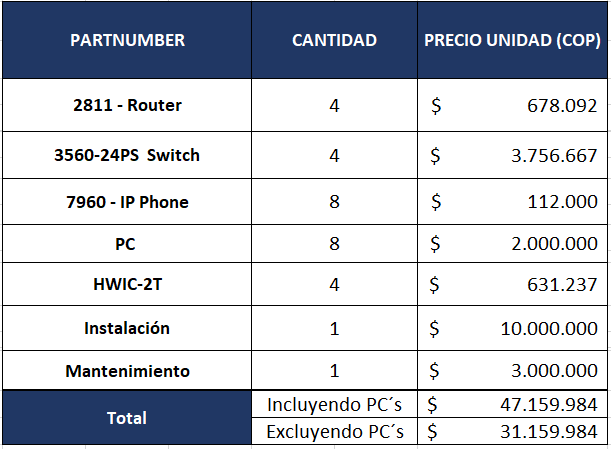 PARTNUMBER CANTIDAD PRECIO UNIDAD (COP)
2811 - Router 4 $ 678.092
3560-24PS Switch 4 $ 3.756.667
7960 - IP Phone 8 $ 112.000
PC 8 $ 2.000.000
HWIC-2T 4 $ 631.237
Instalación 1 $ 10.000.000
Mantenimiento 1 $ 3.000.000
Total Incluyendo PC´s $ 47.159.984
Excluyendo PC´s $ 31.159.984